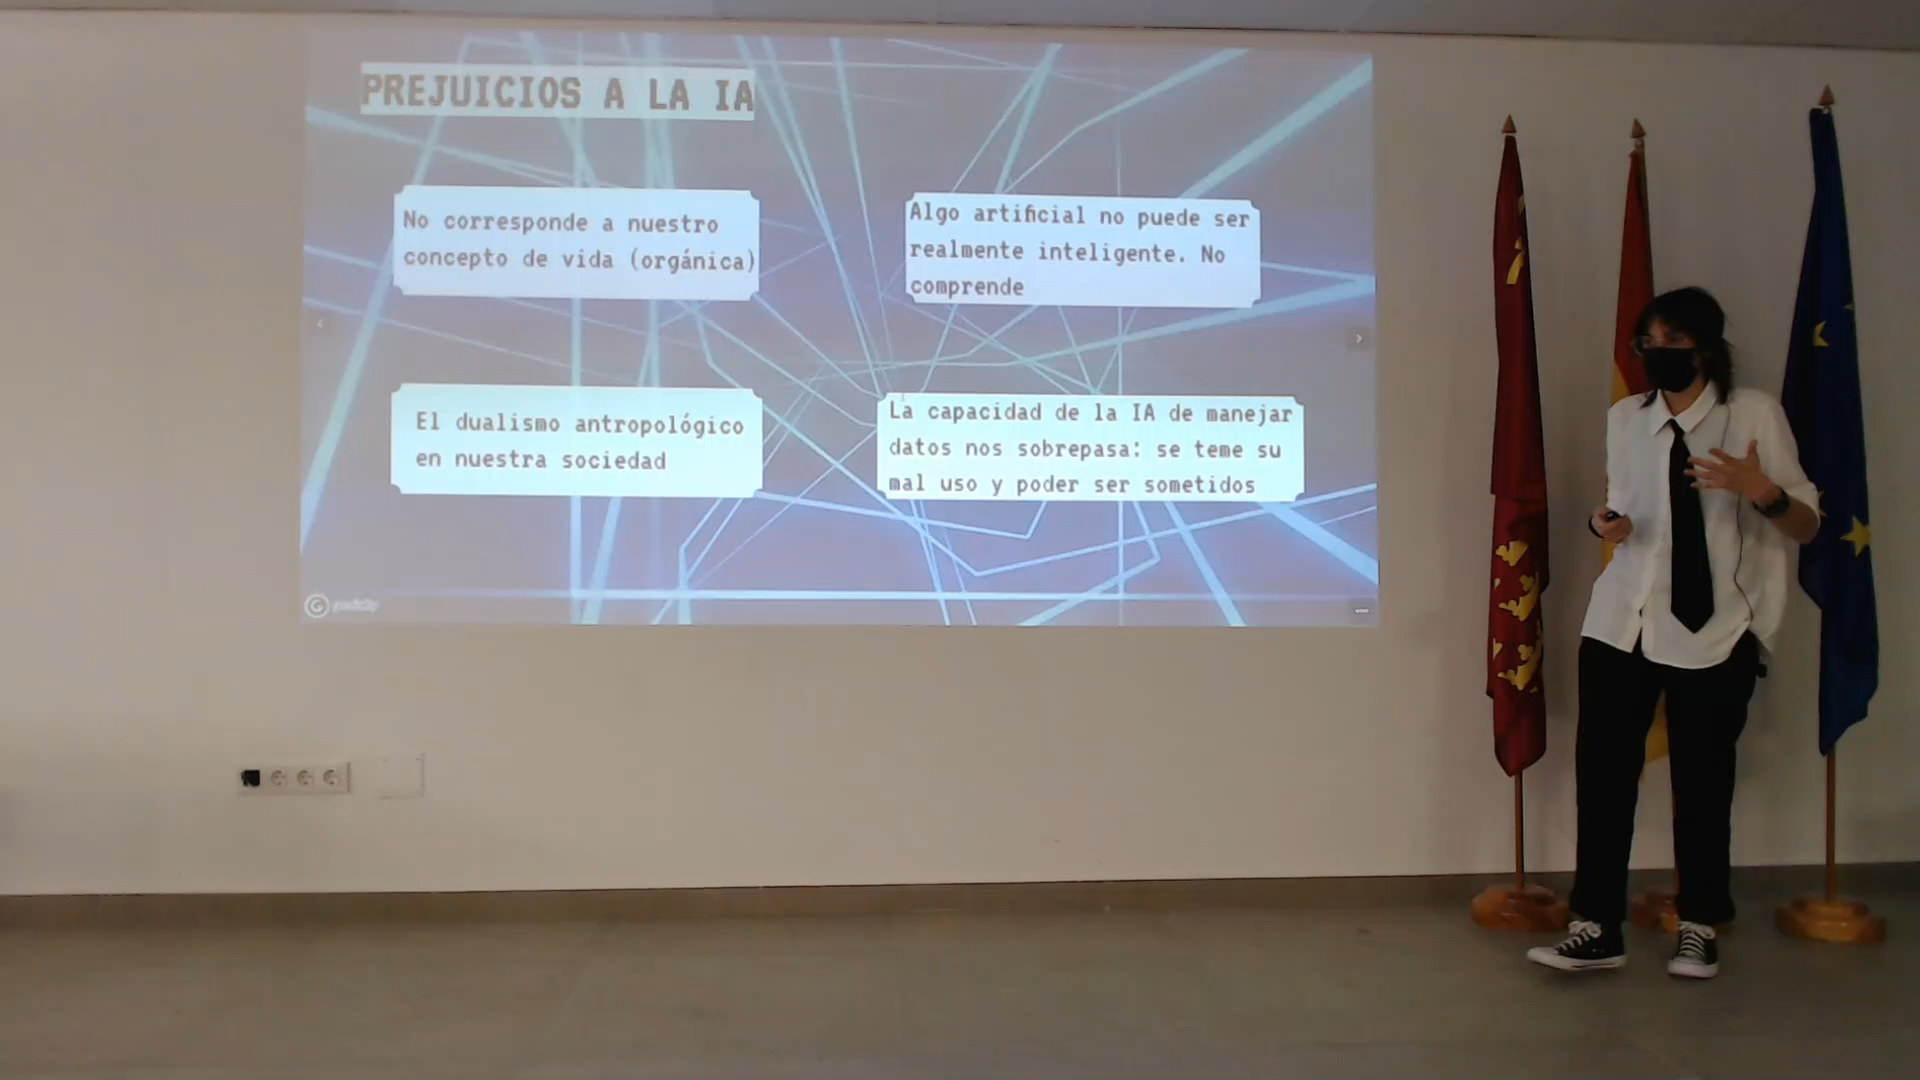 PREJUICIOS A LA IA
No corresponde a nuestro
concepto de vida (orgánica)
Algo artificial no puede ser
realmente inteligente. No
comprende
El dualismo antropológico
en nuestra sociedad
La capacidad de la IA de manejar
datos nos sobrepasa: se teme su
mal uso y poder ser sometidos